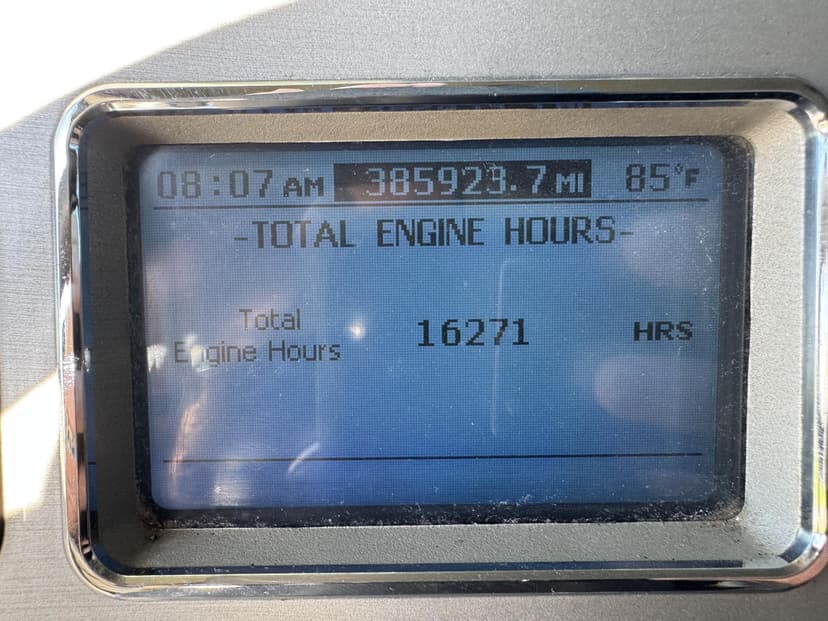 08:07 AM 385923.7 MI 85°F
-TOTAL ENGINE HOURS-
Total
Engine Hours 16271 HRS